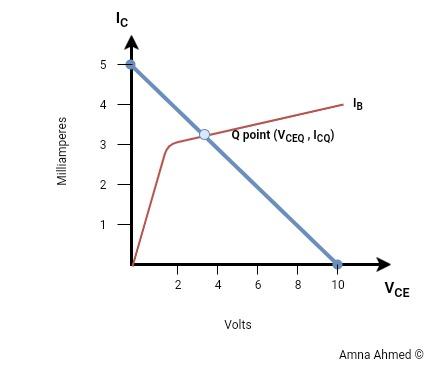 IC
5
4
IB
Q point (VCEQ , ICQ)
Milliamperes
3
2
1
2 4 6 8 10
VCE
Volts
Amna Ahmed ©